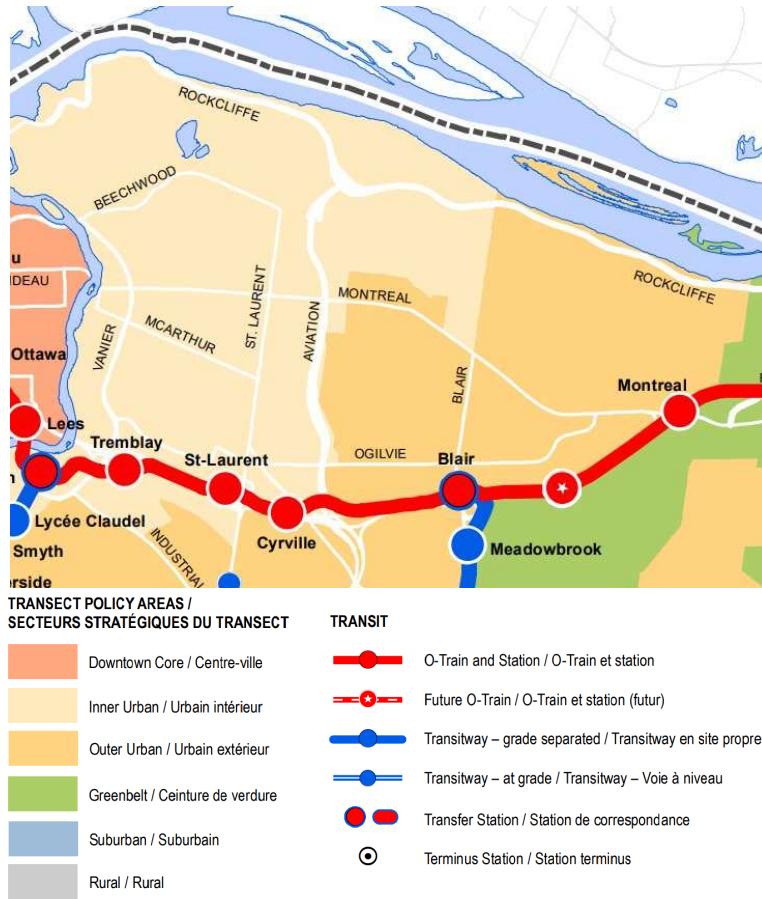 ROCKCLIFFE
BEECHWOOD
u
IDEAU
MONTREAL
ROCKCLIFFE
ST. LAURENT
MCARTHUR
AVIATION
VANIER
Ottawa
BLAIR
Montreal
Lees
Tremblay
St-Laurent
OGILVIE
Blair
n
Lycée Claudel
Cyrville
Meadowbrook
Smyth
INDUSTRIAL
erside
TRANSECT POLICY AREAS /
SECTEURS STRATÉGIQUES DU TRANSECT
Downtown Core / Centre-ville
Inner Urban / Urbain intérieur
Outer Urban / Urbain extérieur
Greenbelt / Ceinture de verdure
Suburban / Suburbain
Rural / Rural
TRANSIT
O-Train and Station / O-Train et station
Future O-Train / O-Train et station (futur)
Transitway – grade separated / Transitway en site propre
Transitway – at grade / Transitway – Voie à niveau
Transfer Station / Station de correspondance
Terminus Station / Station terminus